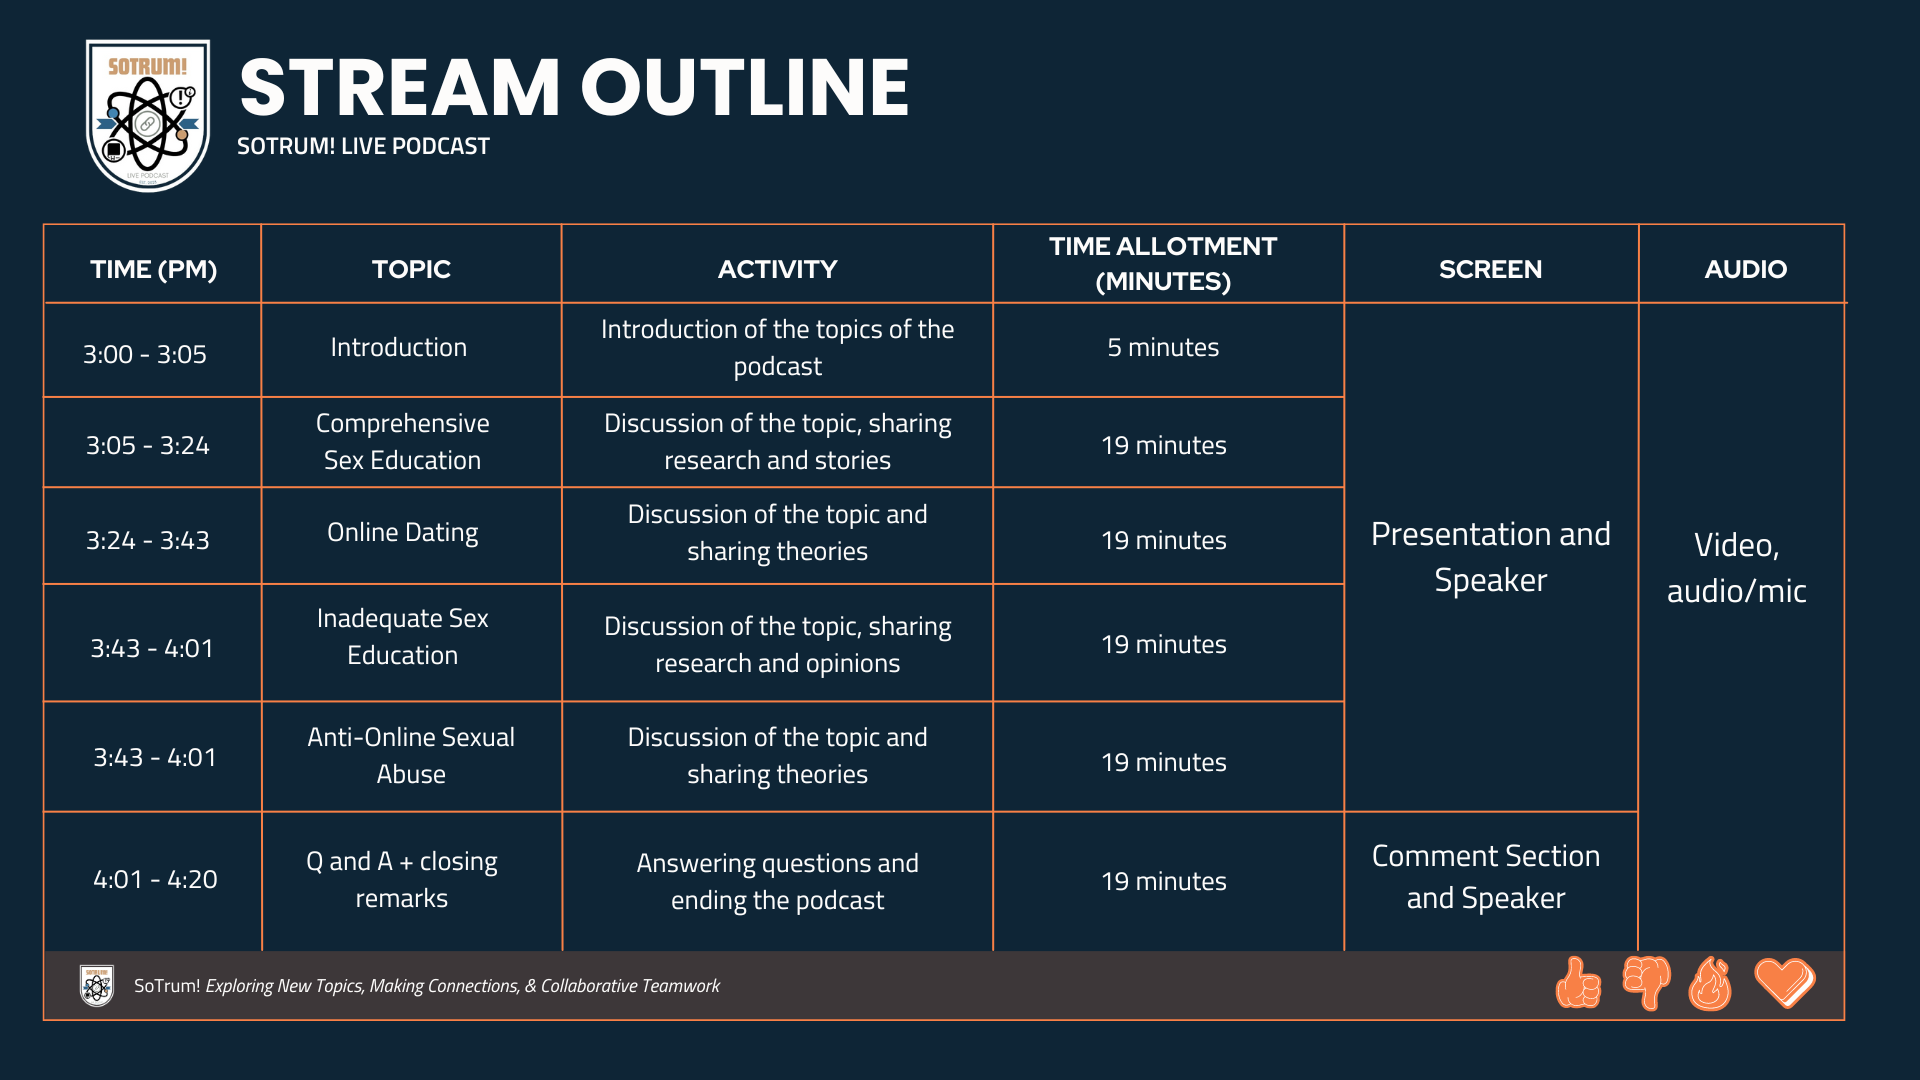 SOTRUM!
LIVE PODCAST
STREAM OUTLINE
SOTRUM! LIVE PODCAST
TIME (PM)
TOPIC
ACTIVITY
TIME ALLOTMENT
(MINUTES)
SCREEN
AUDIO
3:00 - 3:05
Introduction
Introduction of the topics of the
podcast
5 minutes
3:05 - 3:24
Comprehensive
Sex Education
Discussion of the topic, sharing
research and stories
19 minutes
3:24 - 3:43
Online Dating
Discussion of the topic and
sharing theories
19 minutes
Presentation and
Speaker
Video,
audio/mic
3:43 - 4:01
Inadequate Sex
Education
Discussion of the topic, sharing
research and opinions
19 minutes
3:43 - 4:01
Anti-Online Sexual
Abuse
Discussion of the topic and
sharing theories
19 minutes
4:01 - 4:20
Q and A + closing
remarks
Answering questions and
ending the podcast
19 minutes
Comment Section
and Speaker
SOTRUM!
SoTrum! Exploring New Topics, Making Connections, & Collaborative Teamwork